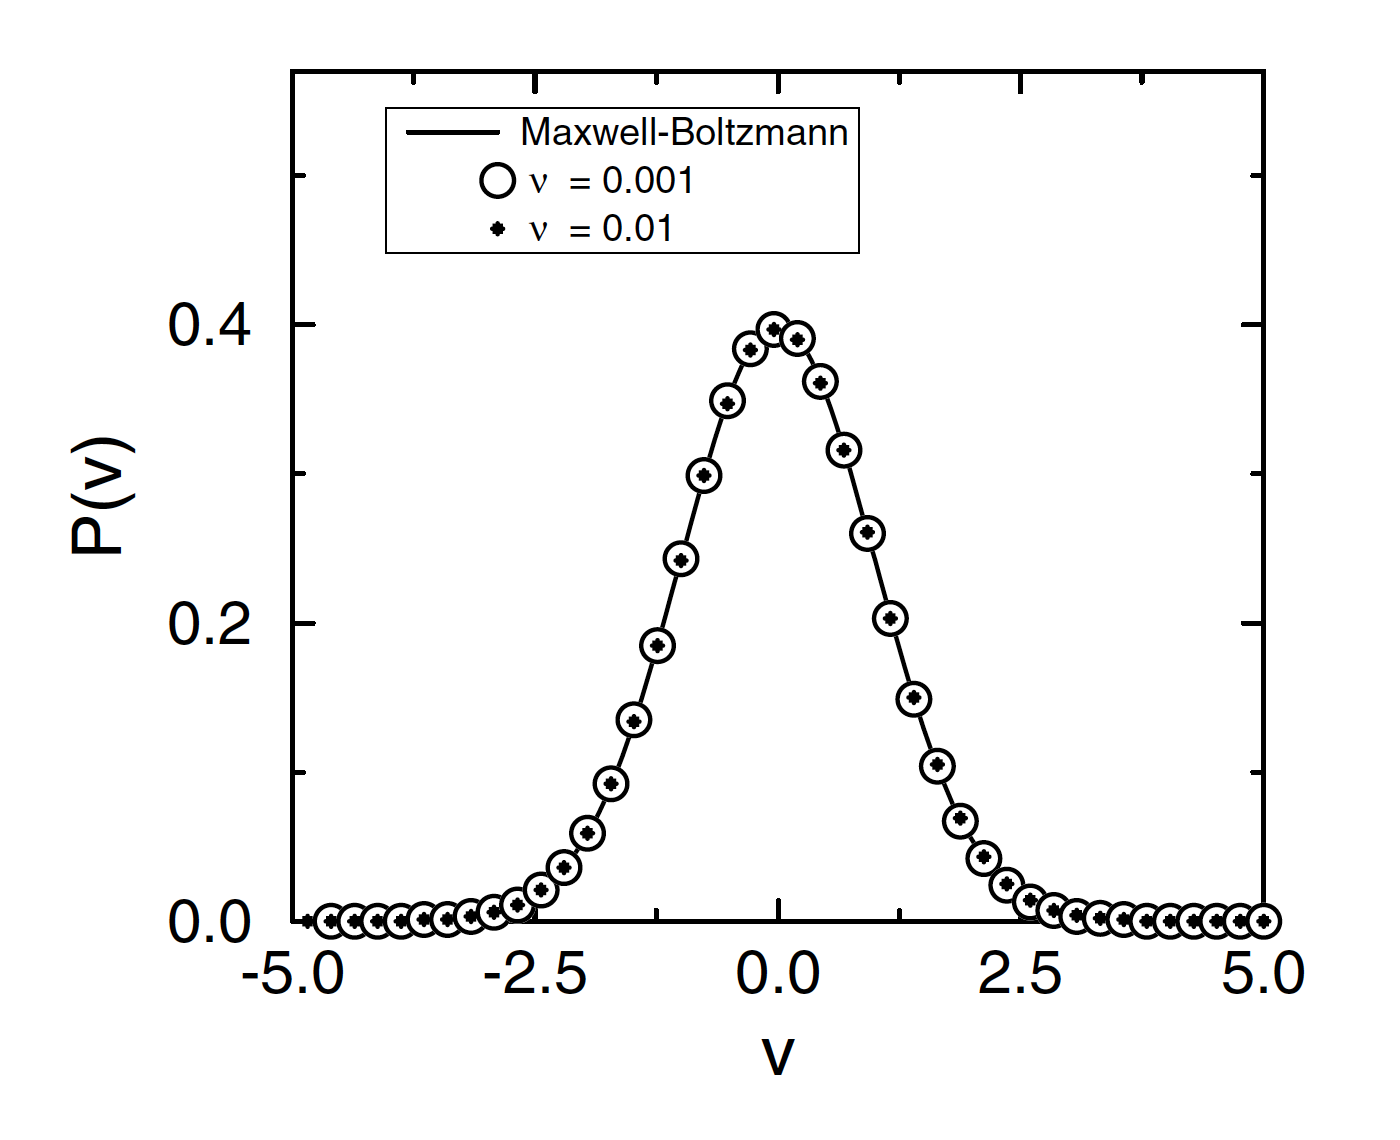 Maxwell-Boltzmann
ν = 0.001
ν = 0.01
0.4
0.2
0.0
P(v)
-5.0 -2.5 0.0 2.5 5.0
v